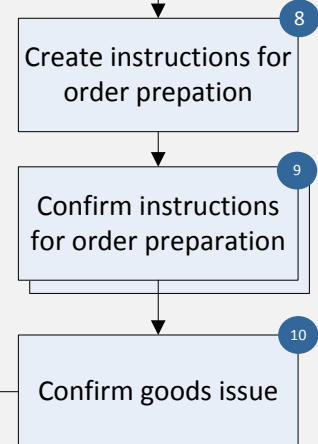 8
Create instructions for
order prepation
9
Confirm instructions
for order preparation
10
Confirm goods issue